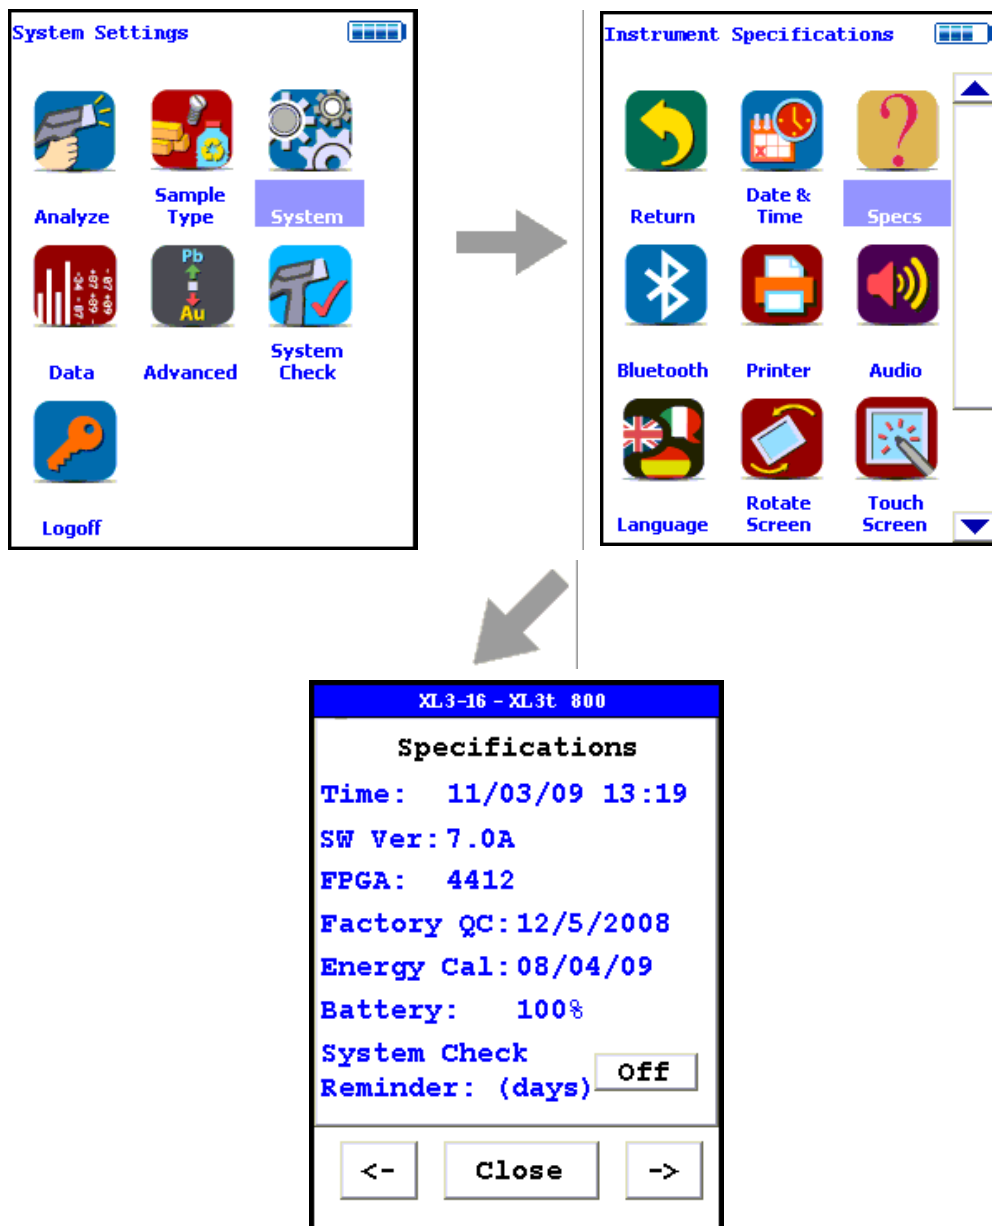 System Settings
Analyze
Sample
Type
System
Pb
Au
Data
Advanced
System
Check
Logoff
Instrument Specifications
Return
Date &
Time
Specs
Bluetooth
Printer
Audio
Language
Rotate
Screen
Touch
Screen
XL3-16 - XL3t 800
Specifications
Time: 11/03/09 13:19
SW Ver: 7.0A
FPGA: 4412
Factory QC: 12/5/2008
Energy Cal: 08/04/09
Battery: 100%
System Check
Reminder: (days) Off
<- Close ->